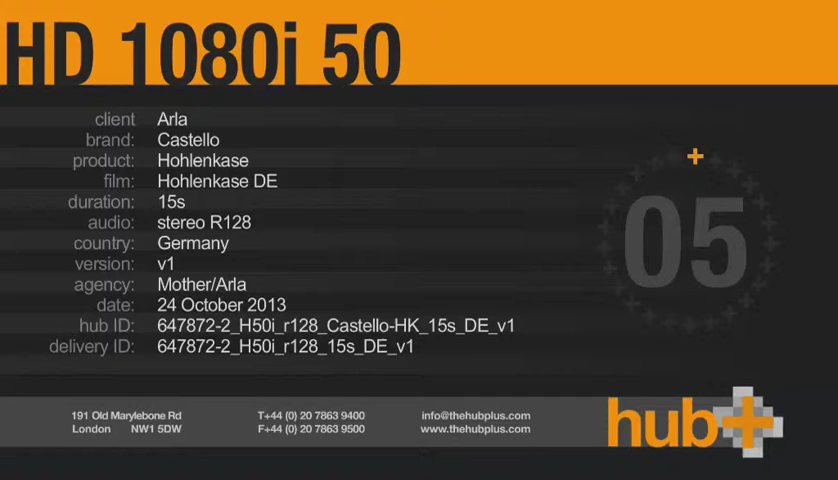 HD 1080i 50
client Arla
brand: Castello
product: Hohlenkase
film: Hohlenkase DE
duration: 15s
audio: stereo R128
country: Germany
version: v1
agency: Mother/Arla
date: 24 October 2013
hub ID: 647872-2_H50i_r128_Castello-HK_15s_DE_v1
delivery ID: 647872-2_H50i_r128_15s_DE_v1
05
191 Old Marylebone Rd
London NW1 5DW
T+44 (0) 20 7863 9400
F+44 (0) 20 7863 9500
info@thehubplus.com
www.thehubplus.com
hub+